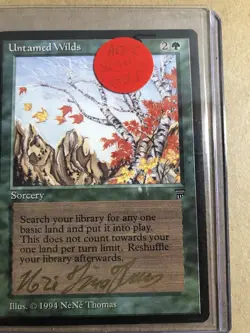 Untamed Wilds 2
Sorcery
Search your library for any one
basic land and put it into play.
This does not count towards your
one land per turn limit. Reshuffle
your library afterwards.
Illus. © 1994 NéNé Thomas